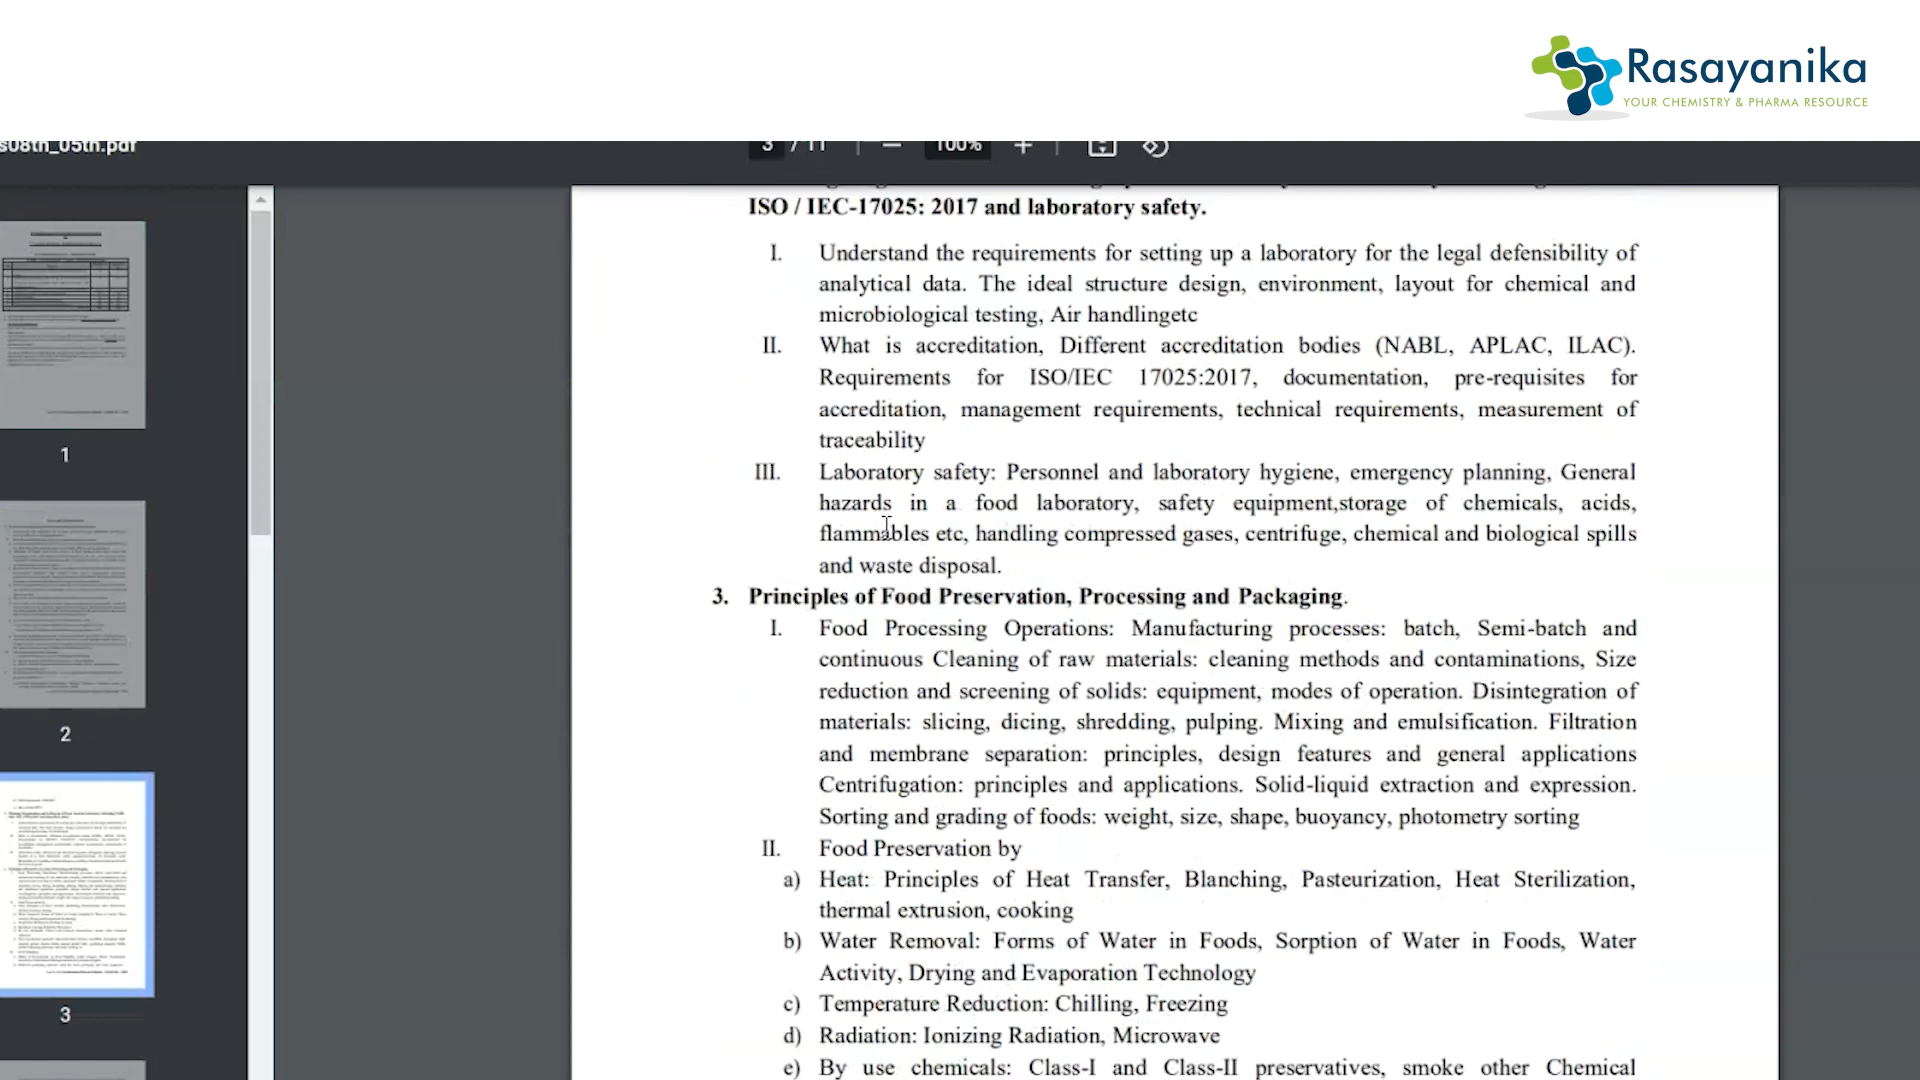 Rasayanika
YOUR CHEMISTRY & PHARMA RESOURCE
s08th_05th.pdf
3 / 11
100%
ISO / IEC-17025: 2017 and laboratory safety.
I. Understand the requirements for setting up a laboratory for the legal defensibility of
analytical data. The ideal structure design, environment, layout for chemical and
microbiological testing, Air handlingetc
II. What is accreditation, Different accreditation bodies (NABL, APLAC, ILAC).
Requirements for ISO/IEC 17025:2017, documentation, pre-requisites for
accreditation, management requirements, technical requirements, measurement of
traceability
III. Laboratory safety: Personnel and laboratory hygiene, emergency planning, General
hazards in a food laboratory, safety equipment,storage of chemicals, acids,
flammables etc, handling compressed gases, centrifuge, chemical and biological spills
and waste disposal.
3. Principles of Food Preservation, Processing and Packaging.
I. Food Processing Operations: Manufacturing processes: batch, Semi-batch and
continuous Cleaning of raw materials: cleaning methods and contaminations, Size
reduction and screening of solids: equipment, modes of operation. Disintegration of
materials: slicing, dicing, shredding, pulping. Mixing and emulsification. Filtration
and membrane separation: principles, design features and general applications
Centrifugation: principles and applications. Solid-liquid extraction and expression.
Sorting and grading of foods: weight, size, shape, buoyancy, photometry sorting
II. Food Preservation by
a) Heat: Principles of Heat Transfer, Blanching, Pasteurization, Heat Sterilization,
thermal extrusion, cooking
b) Water Removal: Forms of Water in Foods, Sorption of Water in Foods, Water
Activity, Drying and Evaporation Technology
c) Temperature Reduction: Chilling, Freezing
d) Radiation: Ionizing Radiation, Microwave
e) By use chemicals: Class-I and Class-II preservatives, smoke other Chemical
1
2
3